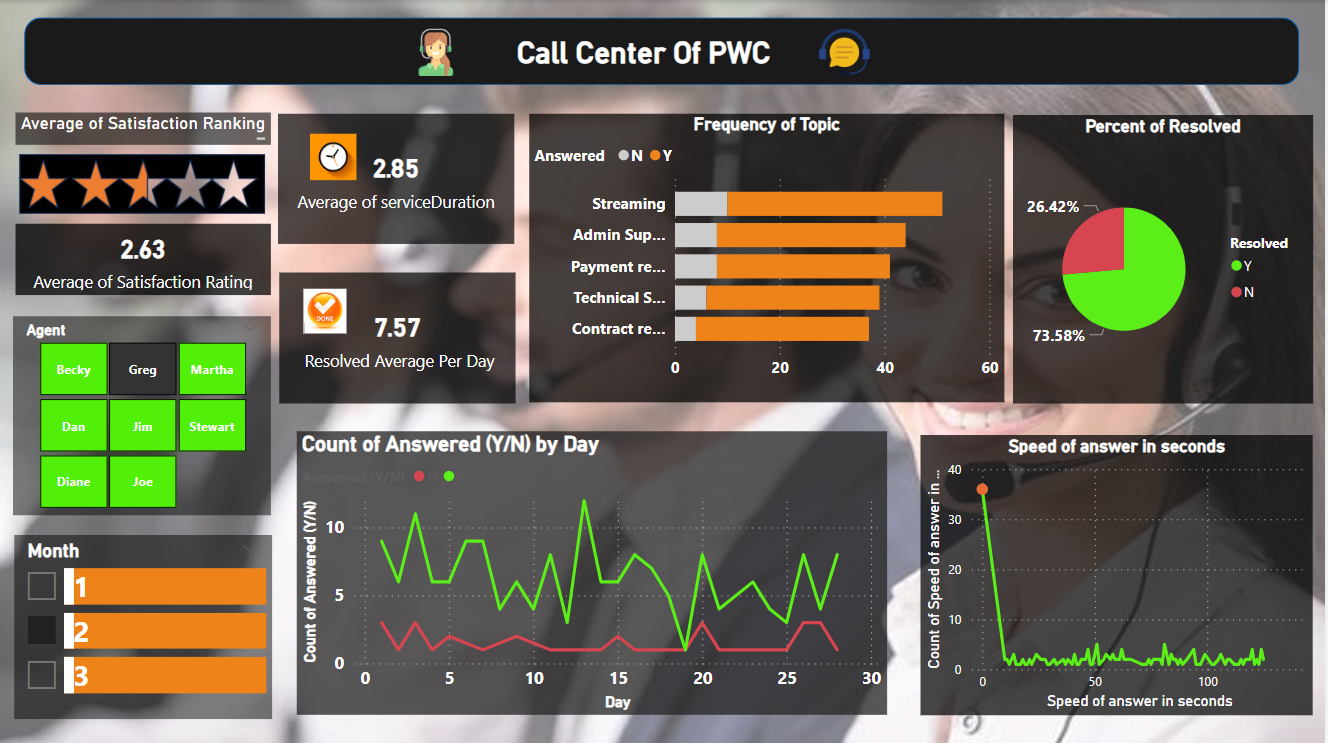 Call Center Of PWC
Average of Satisfaction Ranking
2.63
Average of Satisfaction Rating
2.85
Average of serviceDuration
DONE
7.57
Resolved Average Per Day
Agent
Becky Greg Martha
Dan Jim Stewart
Diane Joe
Month
1
2
3
Frequency of Topic
Answered N Y
Streaming
Admin Sup...
Payment re...
Technical S...
Contract re...
0 20 40 60
Percent of Resolved
26.42%
73.58%
Resolved
Y
N
Count of Answered (Y/N) by Day
Answered (Y/N) N
Count of Answered (Y/N)
10
5
0
0 5 10 15 20 25 30
Day
Speed of answer in seconds
Count of Speed of answer in ...
40
30
20
10
0
0 50 100
Speed of answer in seconds